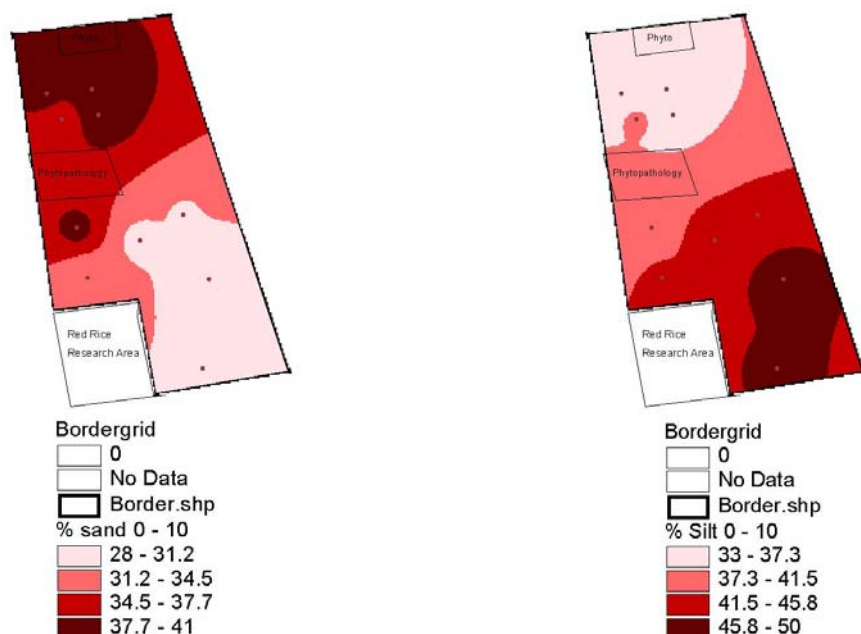 Phyto
Phytopathology
Red Rice
Research Area
Bordergrid
0
No Data
Border.shp
% sand 0 - 10
28 - 31.2
31.2 - 34.5
34.5 - 37.7
37.7 - 41
Phyto
Phytopathology
Red Rice
Research Area
Bordergrid
0
No Data
Border.shp
% Silt 0 - 10
33 - 37.3
37.3 - 41.5
41.5 - 45.8
45.8 - 50